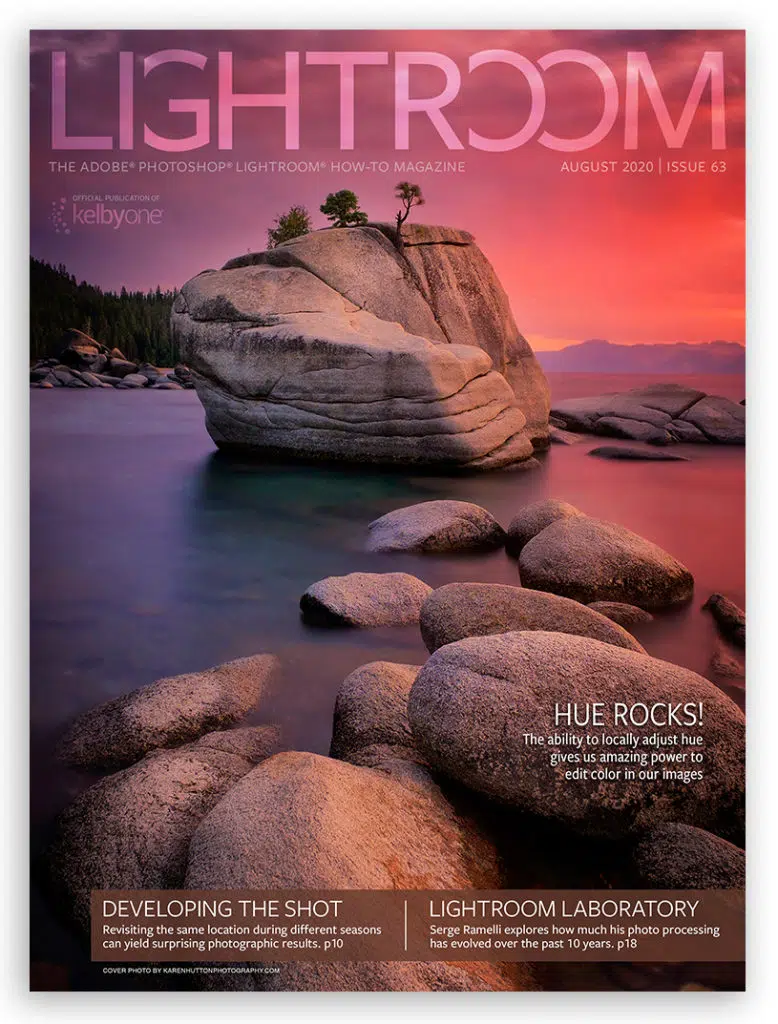 LIGHTROOM
THE ADOBE® PHOTOSHOP® LIGHTROOM® HOW-TO MAGAZINE
AUGUST 2020 | ISSUE 63
OFFICIAL PUBLICATION OF
kelbyone
HUE ROCKS!
The ability to locally adjust hue
gives us amazing power to
edit color in our images
DEVELOPING THE SHOT
Revisiting the same location during different seasons
can yield surprising photographic results. p10
LIGHTROOM LABORATORY
Serge Ramelli explores how much his photo processing
has evolved over the past 10 years. p18
COVER PHOTO BY KARENHUTTONPHOTOGRAPHY.COM